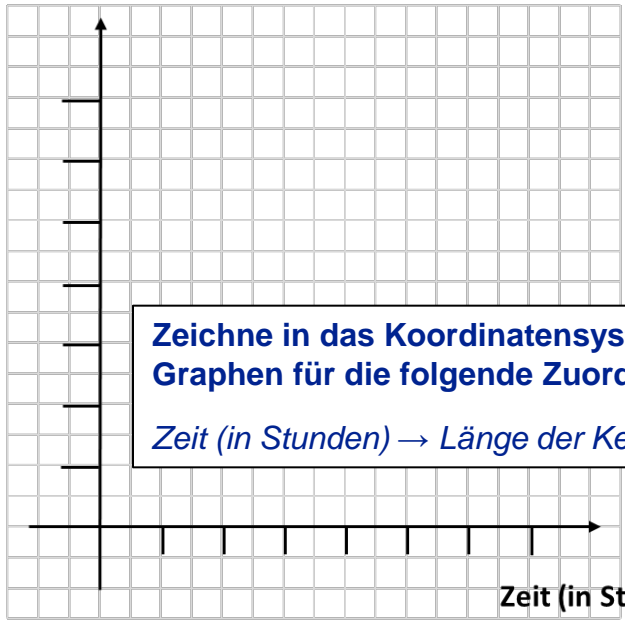 Zeichne in das Koordinatensys
Graphen für die folgende Zuord
Zeit (in Stunden) → Länge der Ke
Zeit (in St